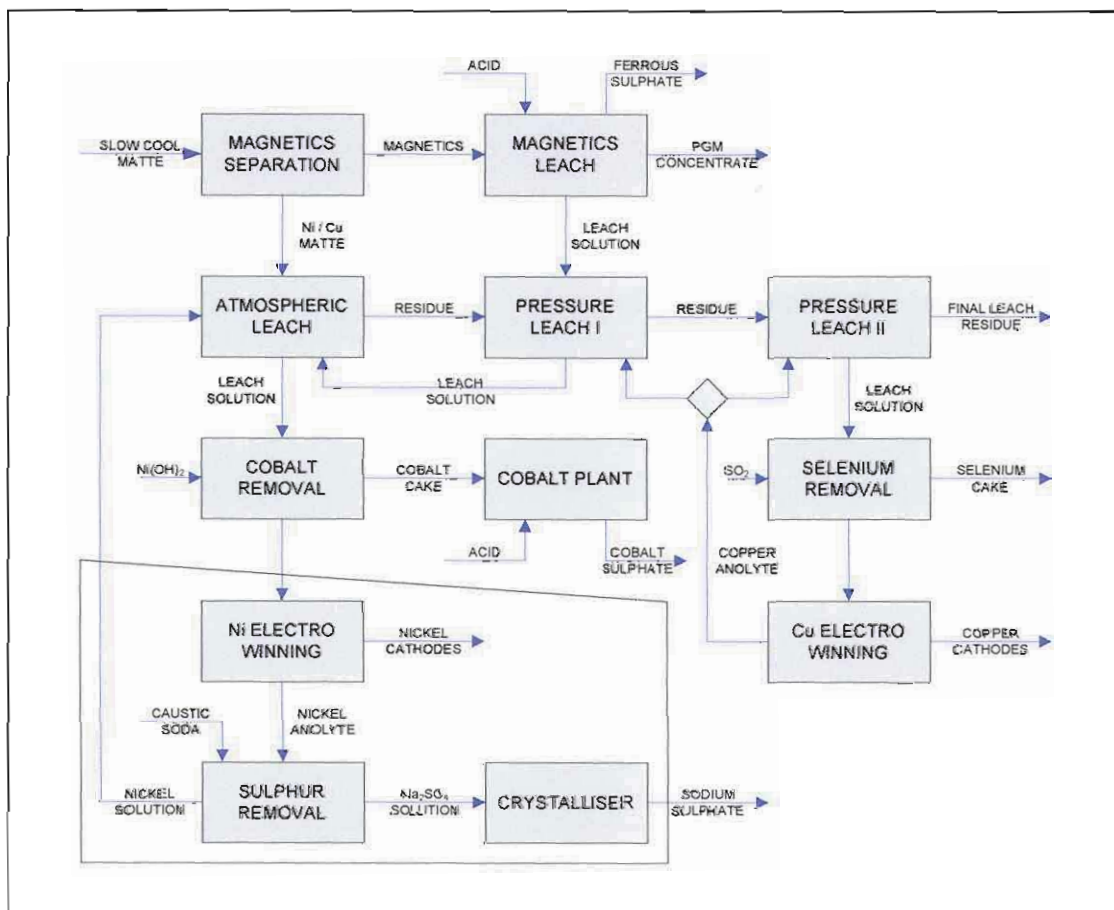 ACID
FERROUS
SULPHATE
SLOW COOL
MATTE
MAGNETICS
SEPARATION
MAGNETICS
MAGNETICS
LEACH
PGM
CONCENTRATE
Ni / Cu
MATTE
LEACH
SOLUTION
ATMOSPHERIC
LEACH
RESIDUE
PRESSURE
LEACH I
RESIDUE
PRESSURE
LEACH II
FINAL LEACH
RESIDUE
LEACH
SOLUTION
LEACH
SOLUTION
LEACH
SOLUTION
Ni(OH)₂
COBALT
REMOVAL
COBALT
CAKE
COBALT PLANT
SO₂
SELENIUM
REMOVAL
SELENIUM
CAKE
ACID
COBALT
SULPHATE
COPPER
ANOLYTE
Ni ELECTRO
WINNING
NICKEL
CATHODES
Cu ELECTRO
WINNING
COPPER
CATHODES
CAUSTIC
SODA
NICKEL
ANOLYTE
NICKEL
SOLUTION
SULPHUR
REMOVAL
Na₂SO₄
SOLUTION
CRYSTALLISER
SODIUM
SULPHATE